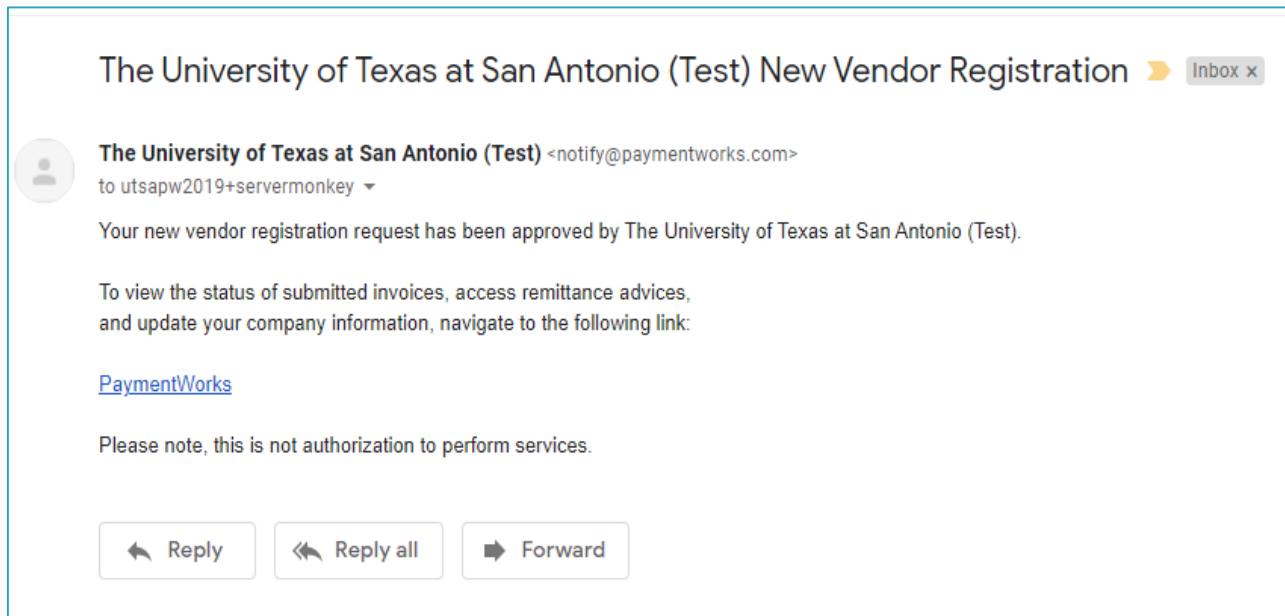 The University of Texas at San Antonio (Test) New Vendor Registration Inbox x
The University of Texas at San Antonio (Test) <notify@paymentworks.com>
to utsapw2019+servermonkey
Your new vendor registration request has been approved by The University of Texas at San Antonio (Test).
To view the status of submitted invoices, access remittance advices,
and update your company information, navigate to the following link:
PaymentWorks
Please note, this is not authorization to perform services.
Reply Reply all Forward